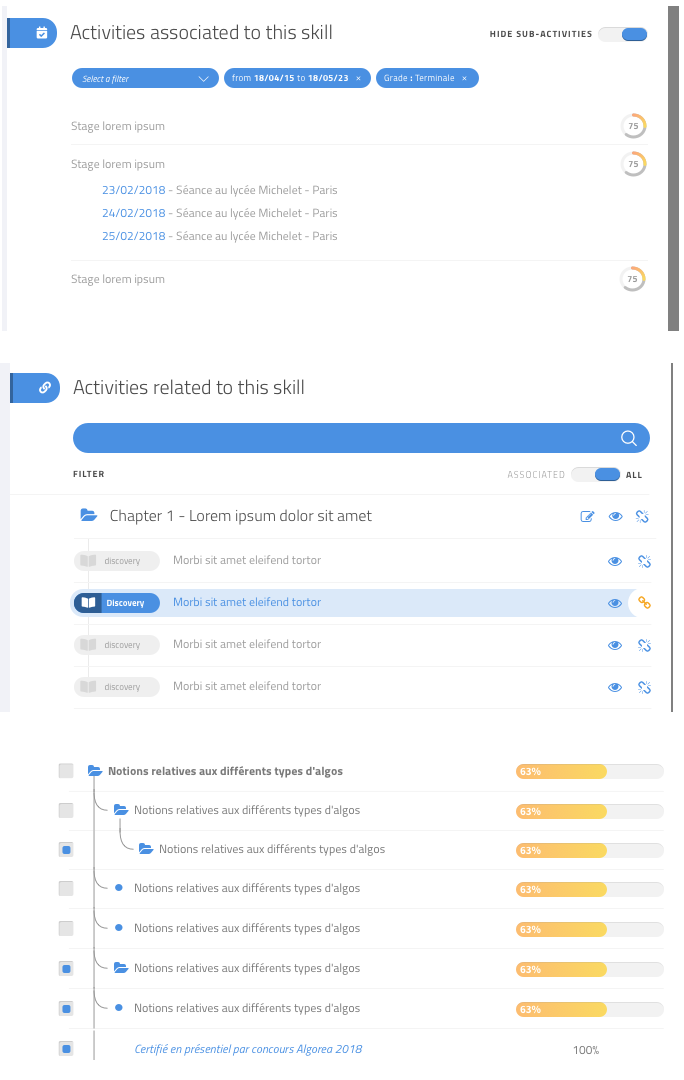 Activities associated to this skill
HIDE SUB-ACTIVITIES
Select a filter
from 18/04/15 to 18/05/23 ×
Grade : Terminale ×
Stage lorem ipsum
75
Stage lorem ipsum
75
23/02/2018 - Séance au lycée Michelet - Paris
24/02/2018 - Séance au lycée Michelet - Paris
25/02/2018 - Séance au lycée Michelet - Paris
Stage lorem ipsum
75
Activities related to this skill
FILTER
ASSOCIATED
ALL
Chapter 1 - Lorem ipsum dolor sit amet
discovery
Morbi sit amet eleifend tortor
Discovery
Morbi sit amet eleifend tortor
discovery
Morbi sit amet eleifend tortor
discovery
Morbi sit amet eleifend tortor
Notions relatives aux différents types d'algos
63%
Notions relatives aux différents types d'algos
63%
Notions relatives aux différents types d'algos
63%
Notions relatives aux différents types d'algos
63%
Notions relatives aux différents types d'algos
63%
Notions relatives aux différents types d'algos
63%
Notions relatives aux différents types d'algos
63%
Certifié en présentiel par concours Algorea 2018
100%